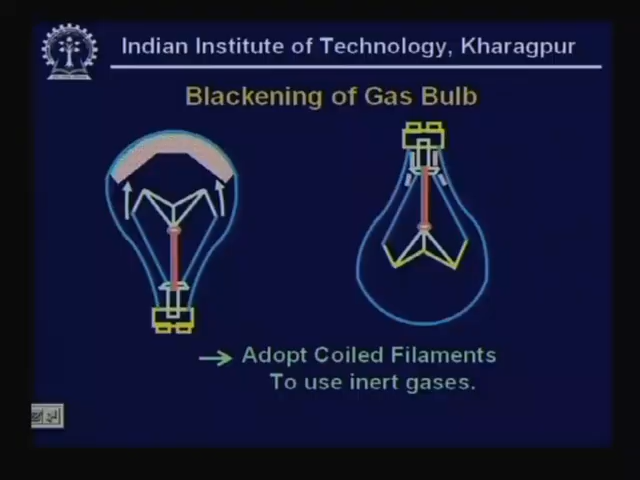 Indian Institute of Technology, Kharagpur
Blackening of Gas Bulb
Adopt Coiled Filaments
To use inert gases.